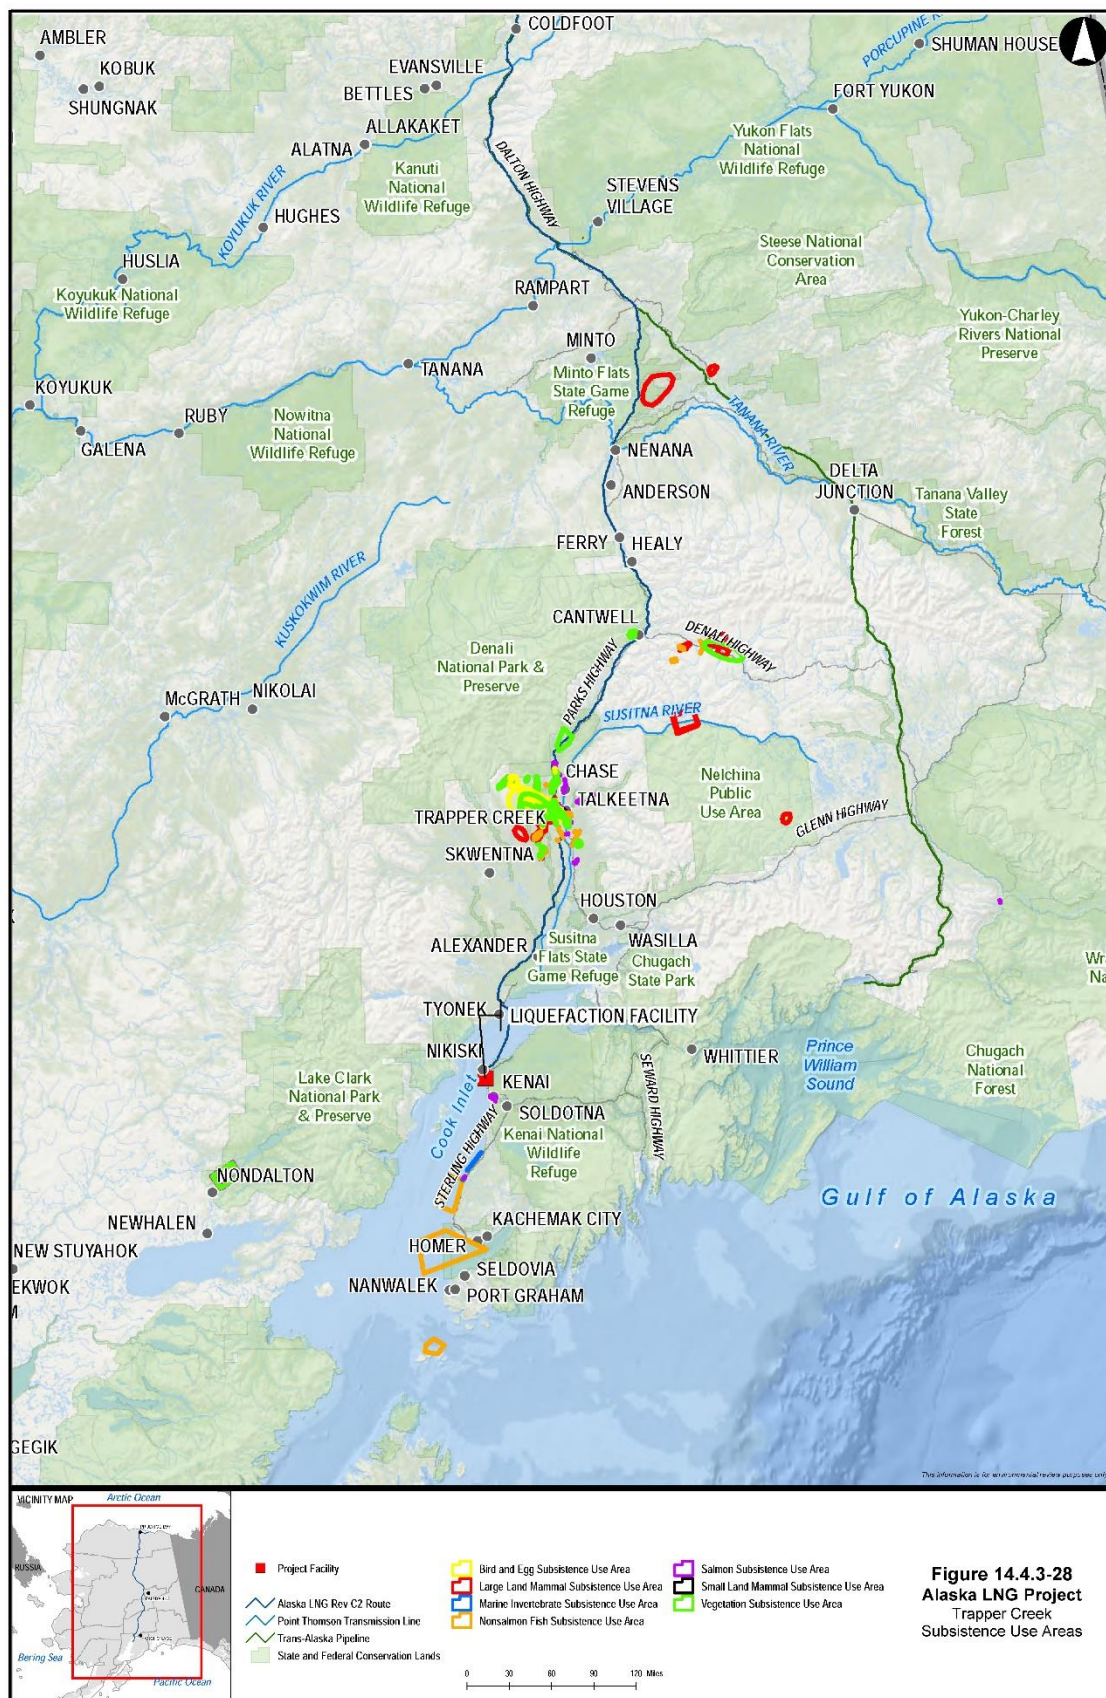 COLDFOOT
AMBLER
PORCUPINE R
SHUMAN HOUSE
KOBUK
EVANSVILLE
BETTLES
SHUNGNAK
FORT YUKON
ALLAKAKET
Yukon Flats
National
Wildlife Refuge
ALATNA
Kanuti
National
Wildlife Refuge
DALTON HIGHWAY
STEVENS
VILLAGE
KOYUKUK RIVER
HUGHES
Steese National
Conservation
Area
HUSLIA
Koyukuk National
Wildlife Refuge
RAMPART
Yukon-Charley
Rivers National
Preserve
MINTO
Minto Flats
State Game
Refuge
TANANA
KOYUKUK
RUBY
Nowitna
National
Wildlife Refuge
TANANA RIVER
GALENA
NENANA
DELTA
JUNCTION
ANDERSON
Tanana Valley
State
Forest
FERRY
HEALY
KUSKOKWIM RIVER
CANTWELL
DENALI HIGHWAY
Denali
National Park &
Preserve
PARKS HIGHWAY
McGRATH
NIKOLAI
SUSITNA RIVER
CHASE
Nelchina
Public
Use Area
TALKEETNA
TRAPPER CREEK
GLENN HIGHWAY
SKWENTNA
HOUSTON
ALEXANDER
Susitna
Flats State
Game Refuge
WASILLA
Chugach
State Park
Wr
Na
TYONEK
LIQUEFACTION FACILITY
NIKISKI
WHITTIER
Prince
William
Sound
Chugach
National
Forest
Lake Clark
National Park
& Preserve
KENAI
Cook Inlet
SEWARD HIGHWAY
SOLDOTNA
Kenai National
Wildlife
Refuge
STERLING HIGHWAY
NONDALTON
Gulf of Alaska
NEWHALEN
KACHEMAK CITY
HOMER
NEW STUYAHOK
SELDOVIA
EKWOK
NANWALEK
PORT GRAHAM
M
GEGIK
This information is for environmental review purposes only
VICINITY MAP
Arctic Ocean
RUSSIA
CANADA
Bering Sea
Pacific Ocean
Project Facility
Alaska LNG Rev C2 Route
Point Thomson Transmission Line
Trans-Alaska Pipeline
State and Federal Conservation Lands
Bird and Egg Subsistence Use Area
Large Land Mammal Subsistence Use Area
Marine Invertebrate Subsistence Use Area
Nonsalmon Fish Subsistence Use Area
Salmon Subsistence Use Area
Small Land Mammal Subsistence Use Area
Vegetation Subsistence Use Area
0 30 60 90 120 Miles
Figure 14.4.3-28
Alaska LNG Project
Trapper Creek
Subsistence Use Areas